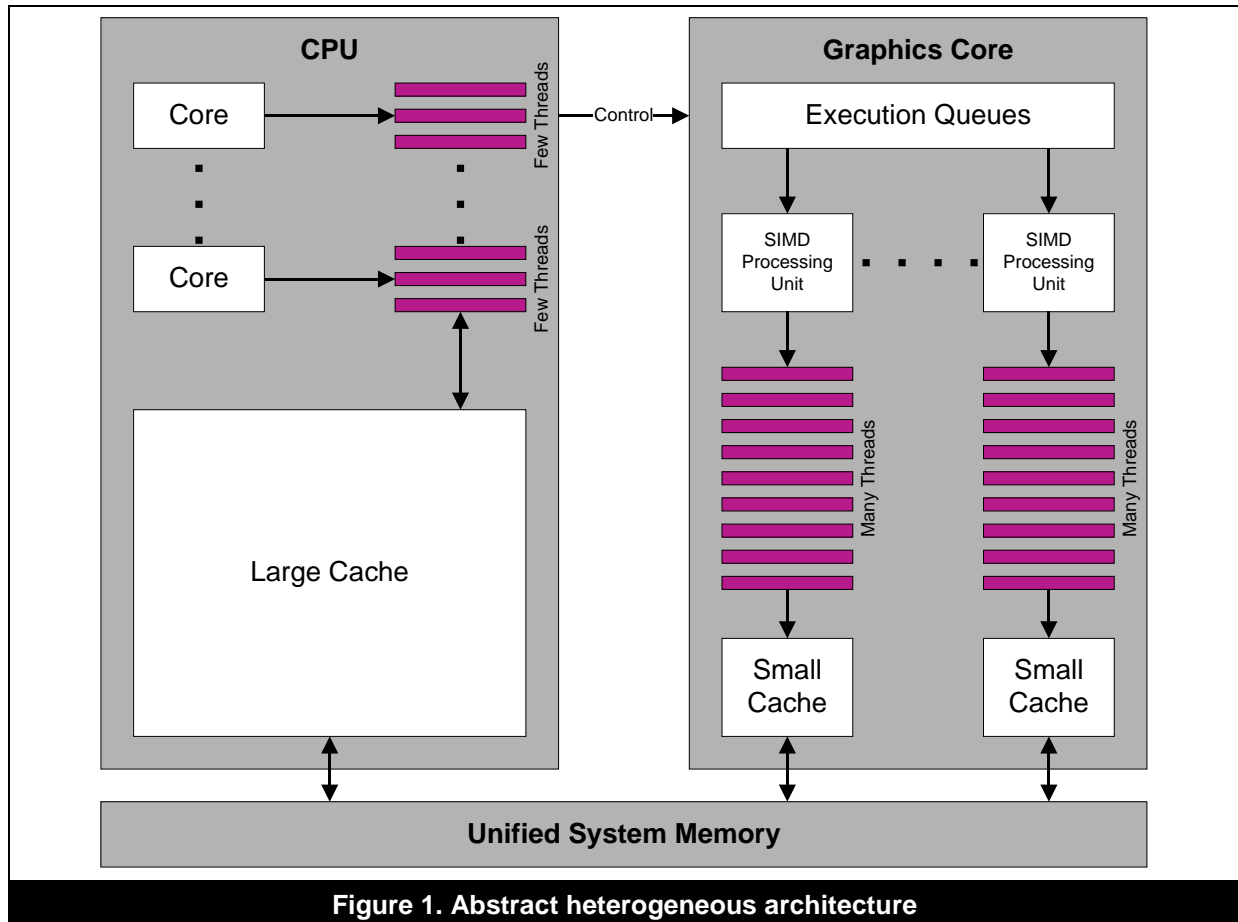 CPU
Core
Few Threads
Core
Few Threads
Large Cache
Control
Graphics Core
Execution Queues
SIMD
Processing
Unit
SIMD
Processing
Unit
Many Threads
Many Threads
Small
Cache
Small
Cache
Unified System Memory
Figure 1. Abstract heterogeneous architecture